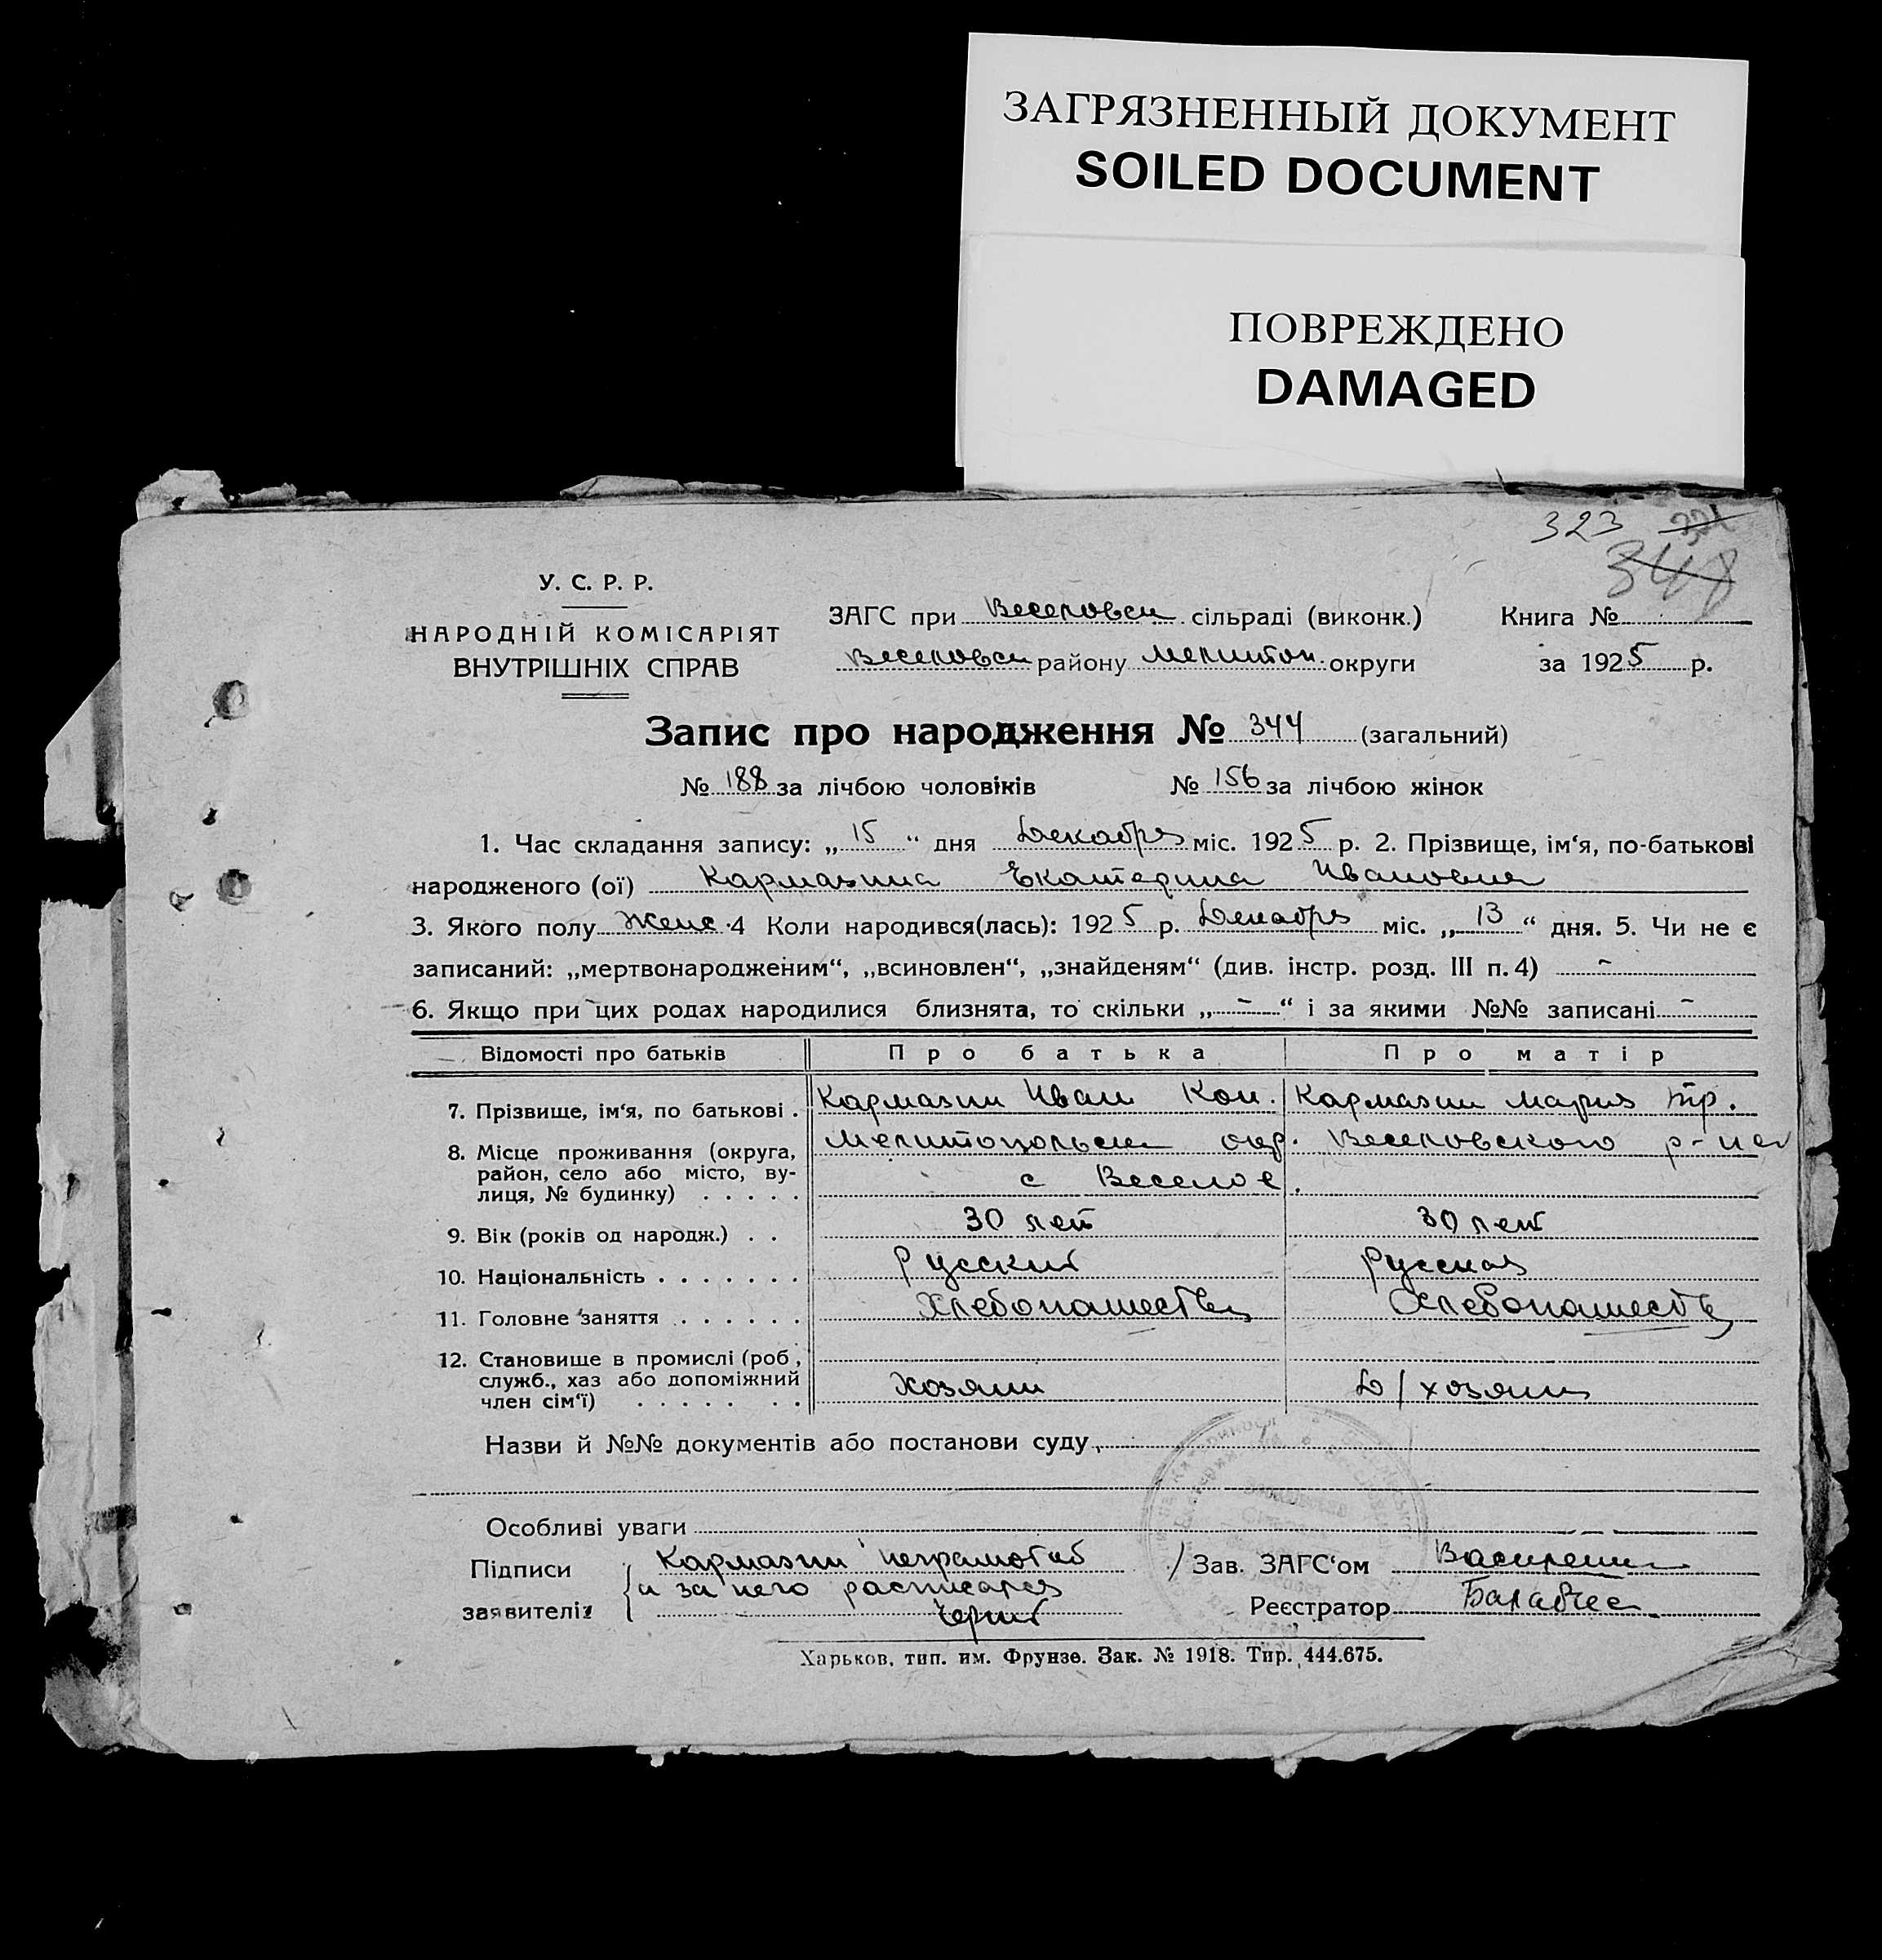 ЗАГРЯЗНЕННЫЙ ДОКУМЕНТ
SOILED DOCUMENT
ПОВРЕЖДЕНО
DAMAGED
323
348
У. С. Р. Р.
НАРОДНІЙ КОМІСАРІЯТ
ВНУТРІШНІХ СПРАВ
ЗАГС при Веселовск сільраді (виконк.) Книга №
Веселовск району Мелитоп. округи за 1925 р.
Запис про народження № 344 (загальний)
№ 188 за лічбою чоловіків № 156 за лічбою жінок
1. Час складання запису: „15“ дня Декабря міс. 1925 р. 2. Прізвище, ім‘я, по-батькові
народженого (ої) Кармазина Екатерина Ивановна
3. Якого полу Женс 4 Коли народився(лась): 1925 р. Декабря міс. „13“ дня. 5. Чи не є
записаний: „мертвонародженим“, „всиновлен“, „знайденям“ (див. інстр. розд. III п. 4) -
6. Якщо при цих родах народилися близнята, то скільки „-“ і за якими №№ записані -
Відомості про батьків Про батька Про матір
7. Прізвище, ім‘я, по батькові . Кармазин Иван Кон. Кармазин Мария Тр.
8. Місце проживання (округа, район, село або місто, вулиця, № будинку) . . . . . Мелитопольск окр. Веселовского р-на
с Веселое.
9. Вік (років од народж.) . . 30 лет 30 лет
10. Національність . . . . . . . Русский Русская
11. Головне заняття . . . . . . Хлебопашеств Хлебопашеств
12. Становище в промислі (роб, служб., хаз або допоміжний член сім‘ї) . . . . . . . Хозяин Д/хозяин
Назви й №№ документів або постанови суду
Особливі уваги
Підписи Кармазин неграмотн Зав. ЗАГС‘ом
и за него расписался
заявителів Реєстратор
Харьков, тип. им. Фрунзе. Зак. № 1918. Тир. 444.675.